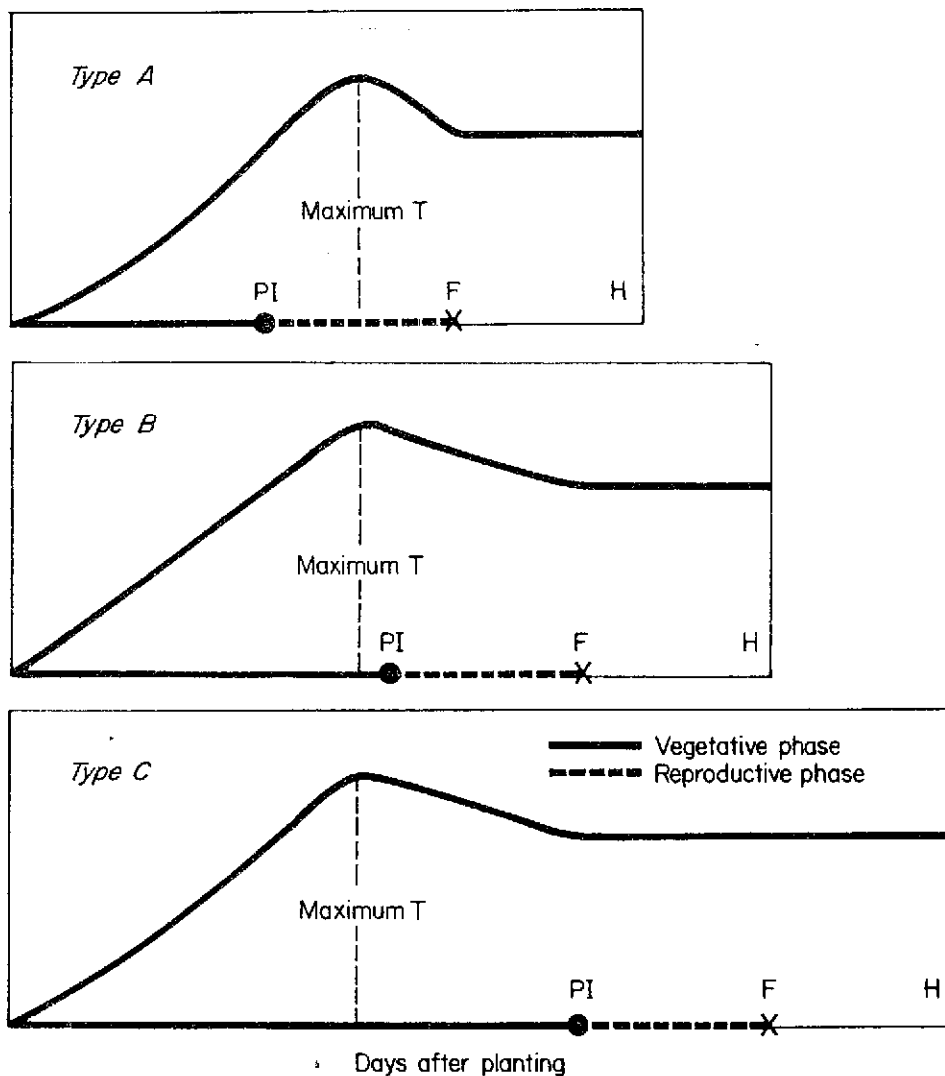 Type A
Maximum T
PI F H
Type B
Maximum T
PI F H
Type C
Vegetative phase
Reproductive phase
Maximum T
PI F H
Days after planting